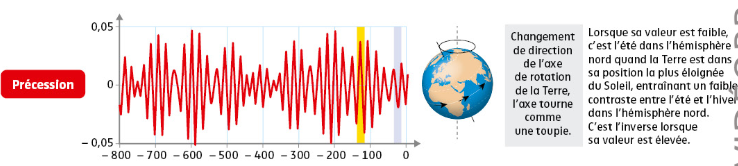 Précession
0,05
0
– 0,05
– 800 – 700 – 600 – 500 – 400 – 300 – 200 – 100 0
Changement
de direction
de l'axe
de rotation
de la Terre,
l'axe tourne
comme
une toupie.
Lorsque sa valeur est faible,
c'est l'été dans l'hémisphère
nord quand la Terre est dans
sa position la plus éloignée
du Soleil, entraînant un faible
contraste entre l'été et l'hiver
dans l'hémisphère nord.
C'est l'inverse lorsque
sa valeur est élevée.